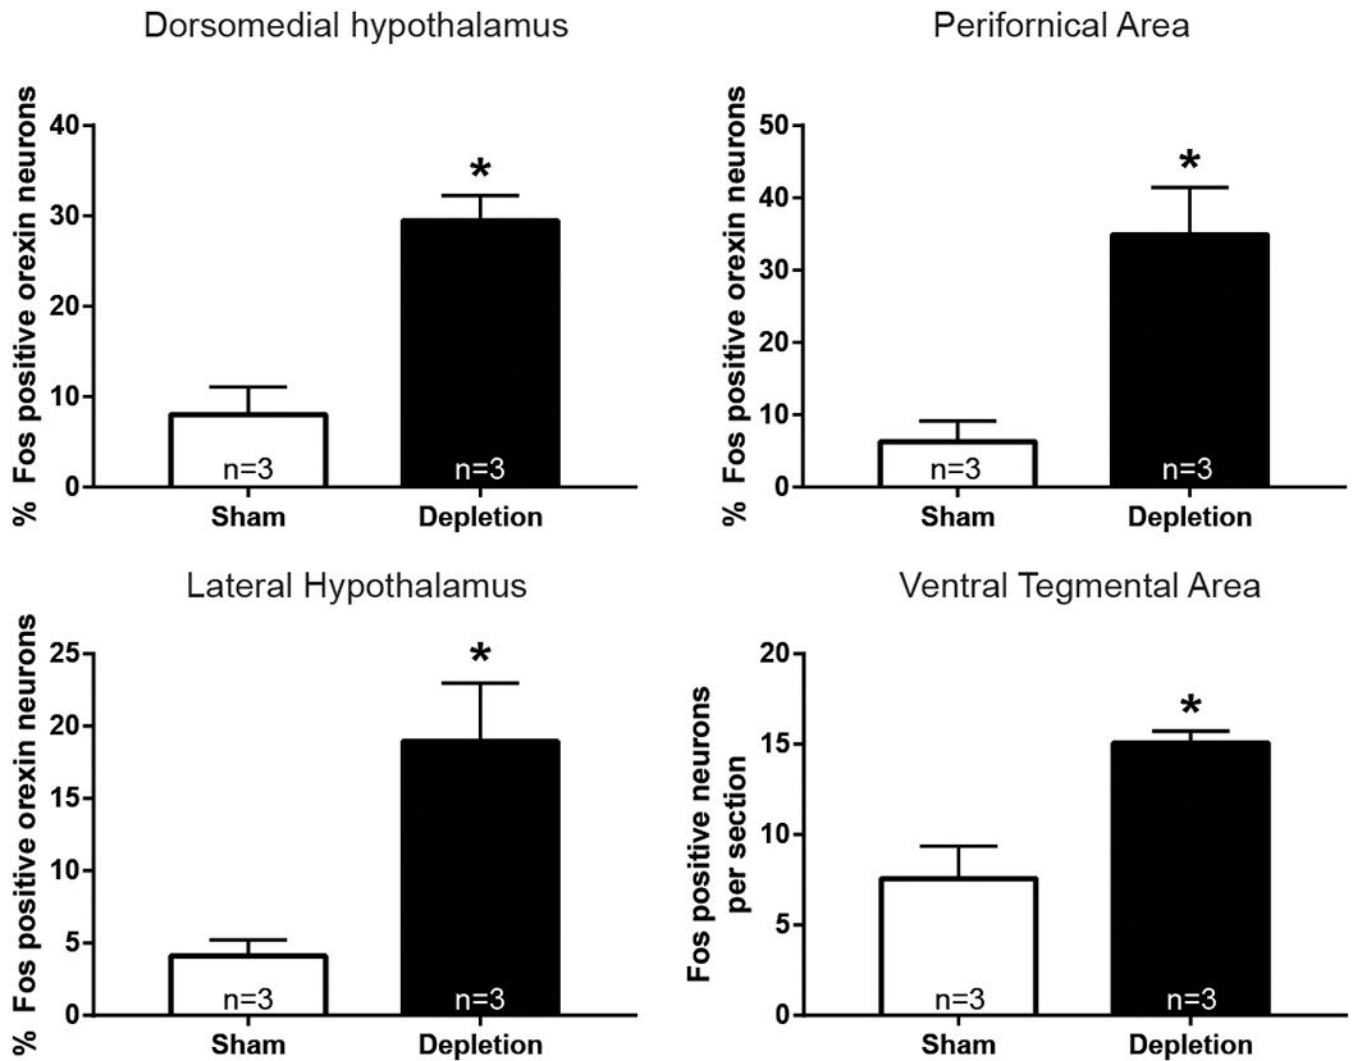 Dorsomedial hypothalamus
% Fos positive orexin neurons
40
30
20
10
0
*
n=3
n=3
Sham
Depletion
Perifornical Area
% Fos positive orexin neurons
50
40
30
20
10
0
*
n=3
n=3
Sham
Depletion
Lateral Hypothalamus
% Fos positive orexin neurons
25
20
15
10
5
0
*
n=3
n=3
Sham
Depletion
Ventral Tegmental Area
Fos positive neurons
per section
20
15
10
5
0
*
n=3
n=3
Sham
Depletion